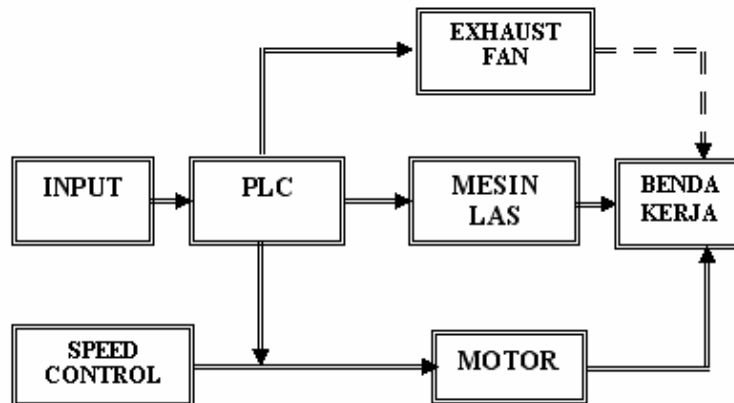 EXHAUST
FAN
INPUT
PLC
MESIN
LAS
BENDA
KERJA
SPEED
CONTROL
MOTOR